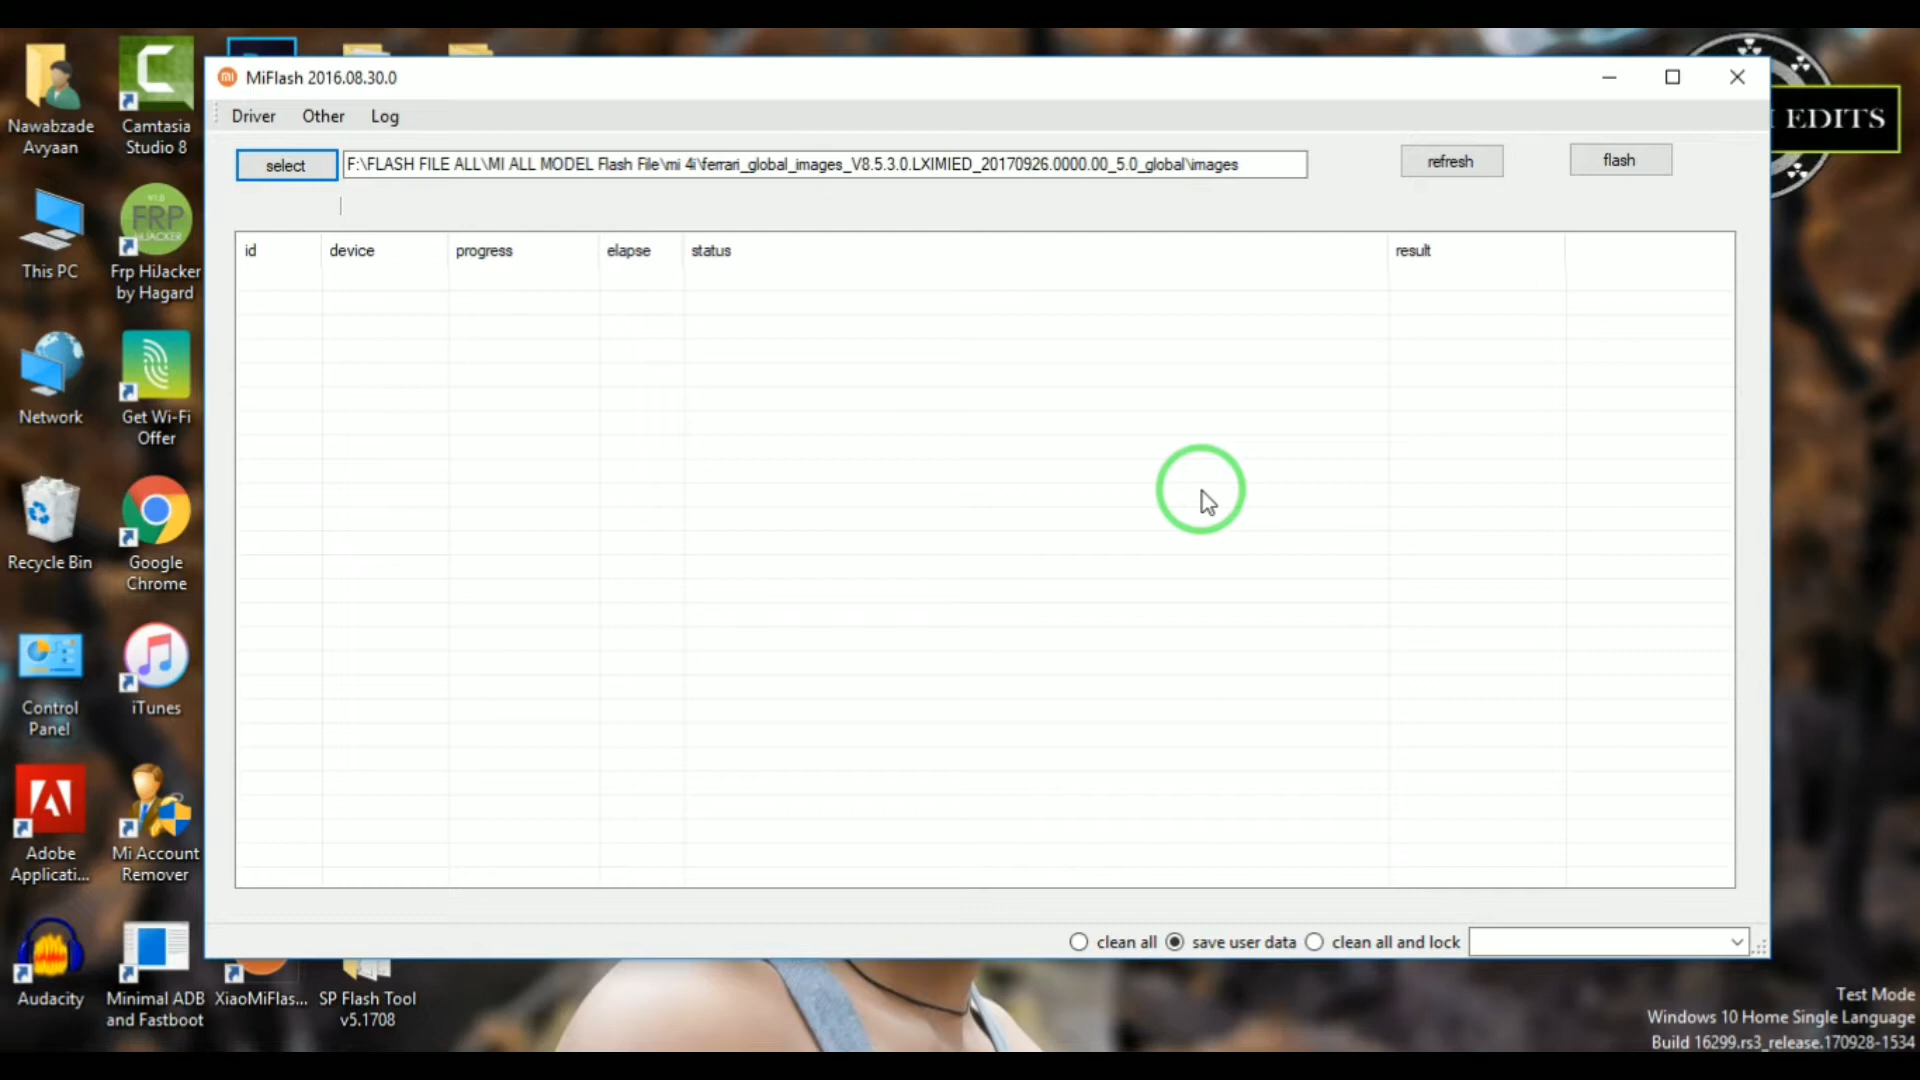 MiFlash 2016.08.30.0
Driver Other Log
select F:\FLASH FILE ALL\MI ALL MODEL Flash File\mi 4i\ferrari_global_images_V8.5.3.0.LXIMIED_20170926.0000.00_5.0_global\images refresh flash
id device progress elapse status result
clean all save user data clean all and lock
EDITS
Nawabzade
Avyaan
Camtasia
Studio 8
V1.0
FRP
HIJACKER
This PC
Frp HiJacker
by Hagard
Network
Get Wi-Fi
Offer
Recycle Bin
Google
Chrome
Control
Panel
iTunes
Adobe
Applicati...
Mi Account
Remover
Audacity
Minimal ADB
and Fastboot
XiaoMiFlas...
SP Flash Tool
v5.1708
Test Mode
Windows 10 Home Single Language
Build 16299.rs3_release.170928-1534